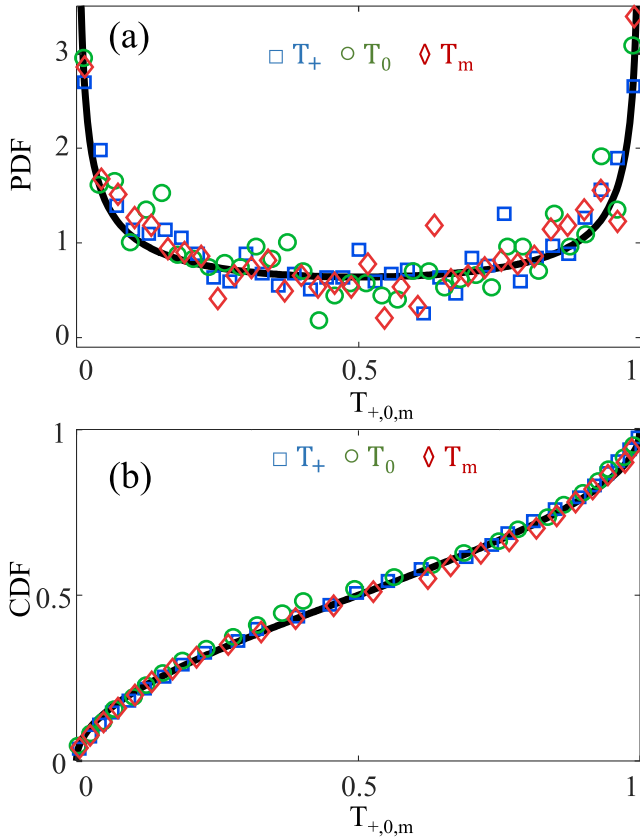 3
(a)
□ T₊ ○ T₀ ◊ Tₘ
2
PDF
1
0
0 0.5 1
T₊,₀,ₘ
1
(b)
□ T₊ ○ T₀ ◊ Tₘ
CDF
0.5
0
0 0.5 1
T₊,₀,ₘ